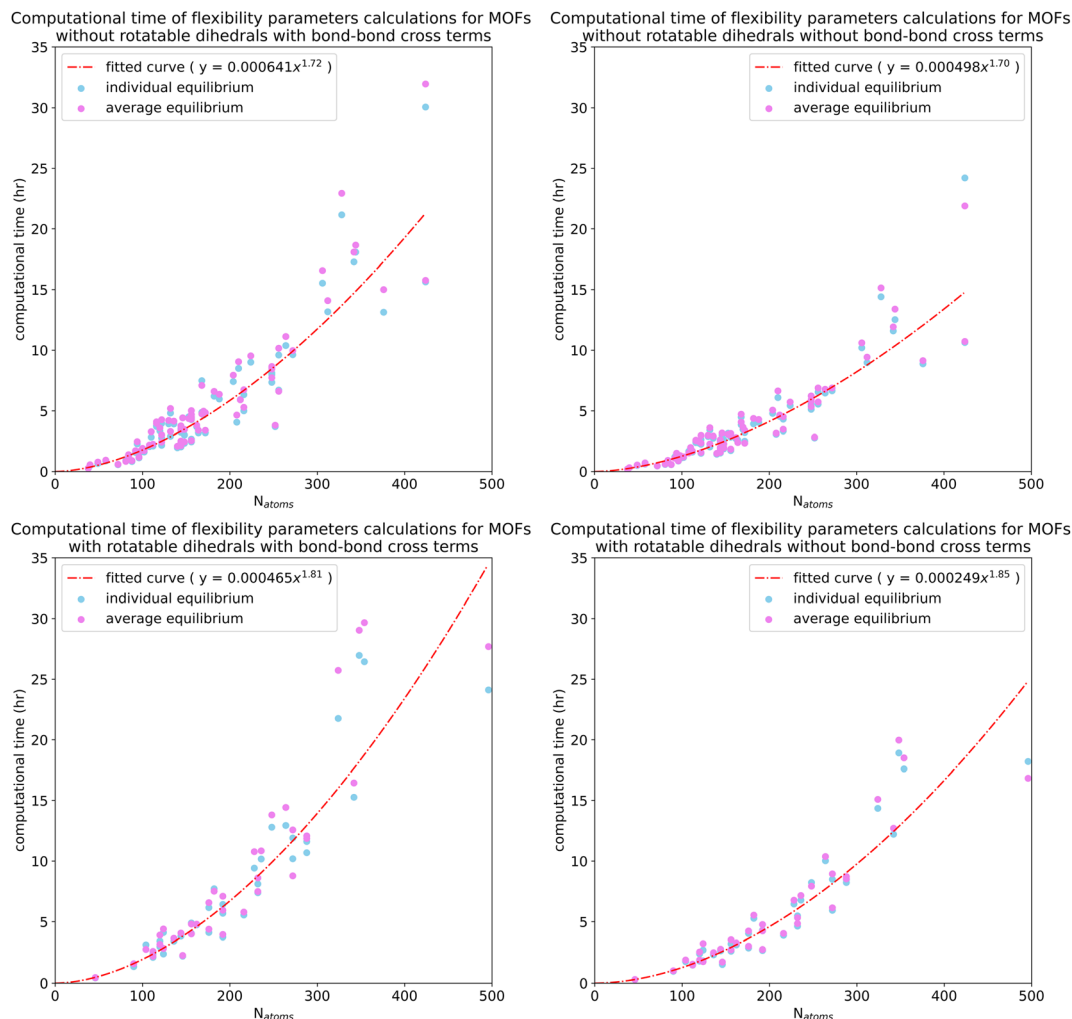 Computational time of flexibility parameters calculations for MOFs
without rotatable dihedrals with bond-bond cross terms
35
30
25
20
15
10
5
0
computational time (hr)
fitted curve ( y = 0.000641x^1.72 )
individual equilibrium
average equilibrium
0 100 200 300 400 500
N_atoms
Computational time of flexibility parameters calculations for MOFs
without rotatable dihedrals without bond-bond cross terms
35
30
25
20
15
10
5
0
computational time (hr)
fitted curve ( y = 0.000498x^1.70 )
individual equilibrium
average equilibrium
0 100 200 300 400 500
N_atoms
Computational time of flexibility parameters calculations for MOFs
with rotatable dihedrals with bond-bond cross terms
35
30
25
20
15
10
5
0
computational time (hr)
fitted curve ( y = 0.000465x^1.81 )
individual equilibrium
average equilibrium
0 100 200 300 400 500
N_atoms
Computational time of flexibility parameters calculations for MOFs
with rotatable dihedrals without bond-bond cross terms
35
30
25
20
15
10
5
0
computational time (hr)
fitted curve ( y = 0.000249x^1.85 )
individual equilibrium
average equilibrium
0 100 200 300 400 500
N_atoms